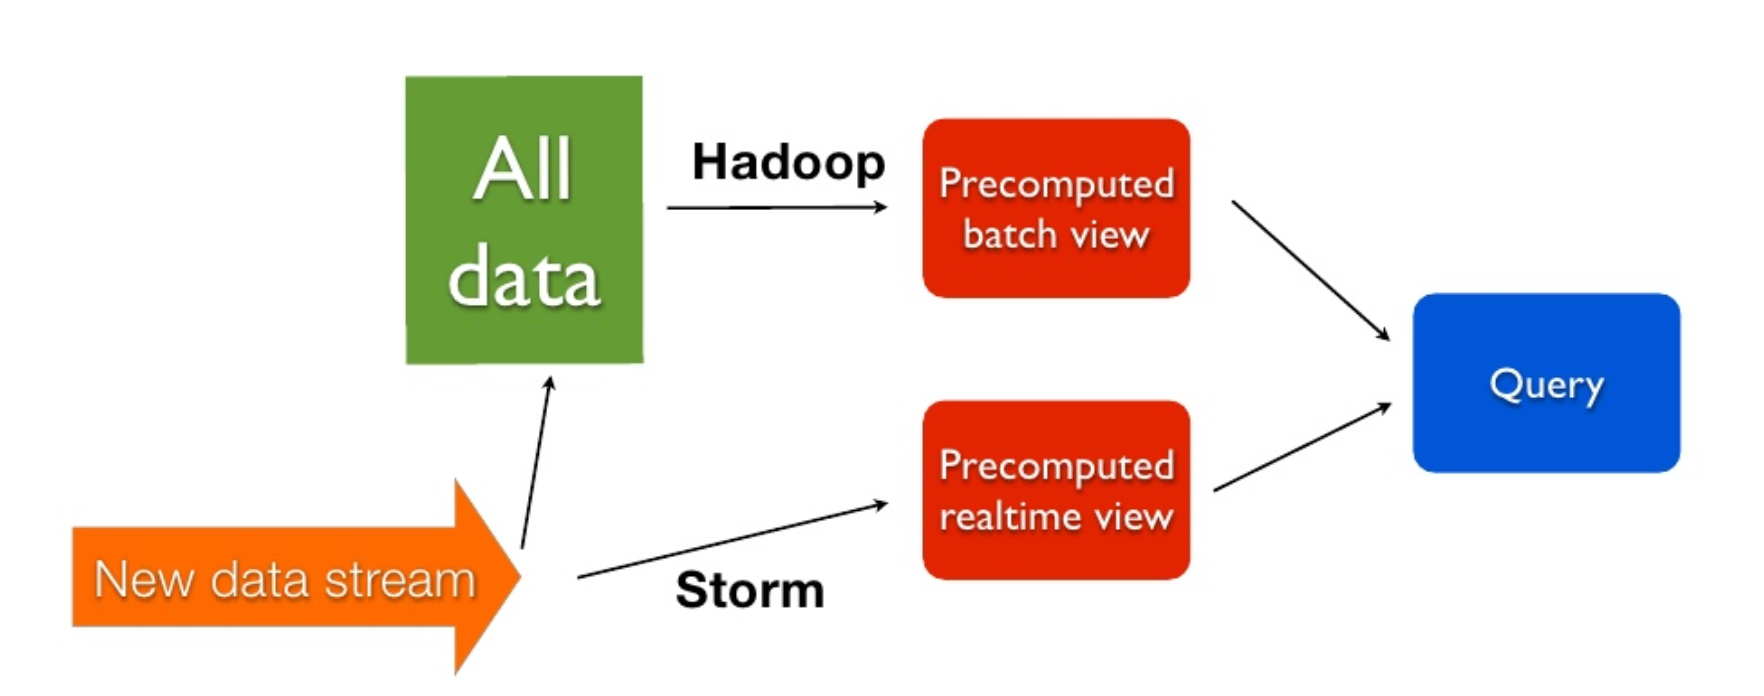 All
data
Hadoop
Precomputed
batch view
Query
Precomputed
realtime view
New data stream
Storm